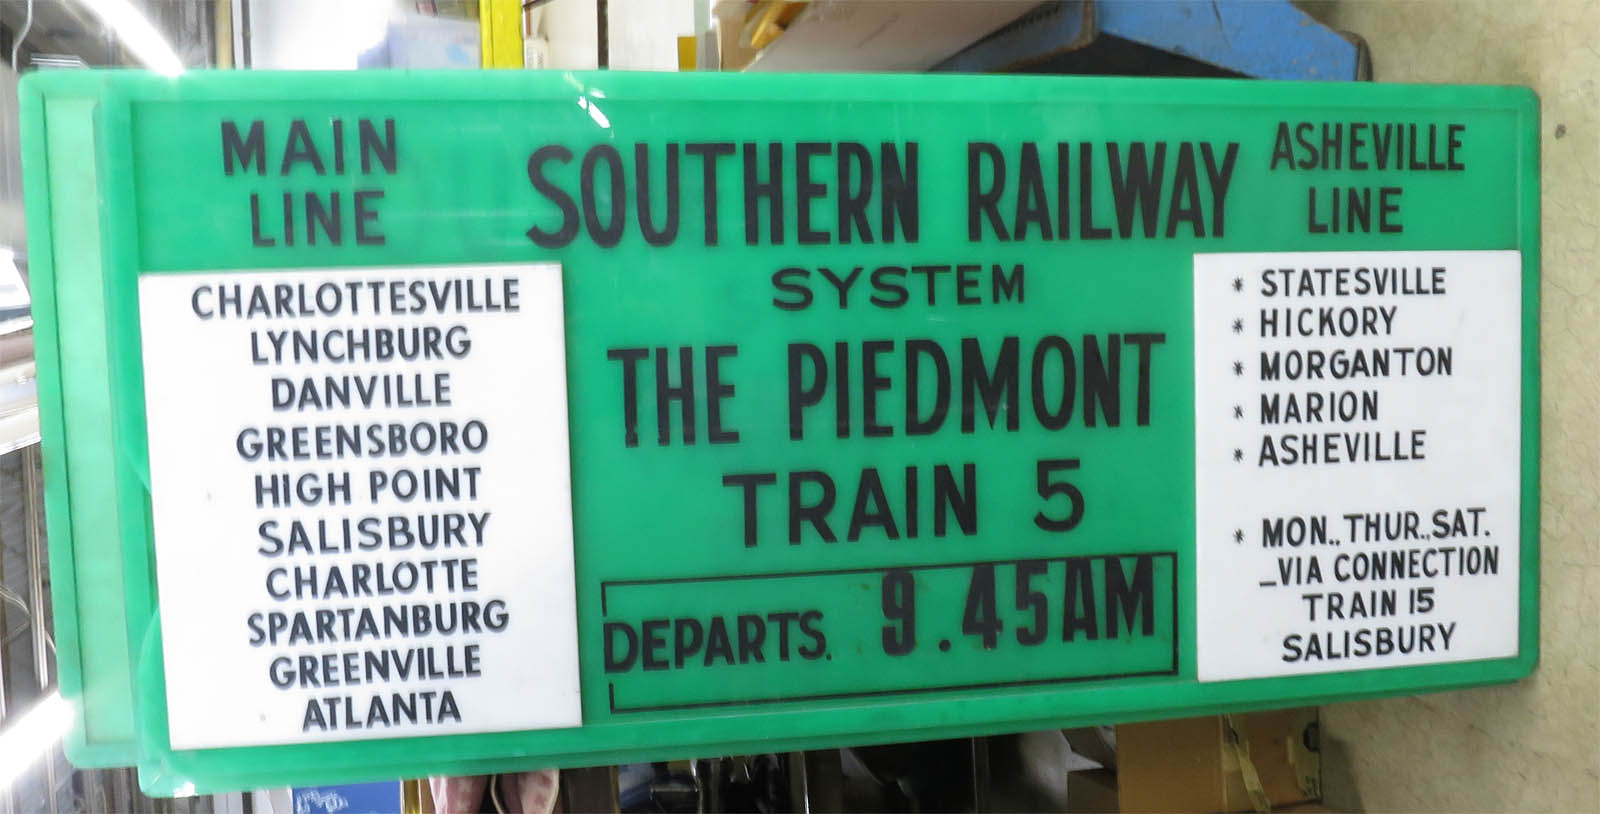 MAIN
LINE
CHARLOTTESVILLE
LYNCHBURG
DANVILLE
GREENSBORO
HIGH POINT
SALISBURY
CHARLOTTE
SPARTANBURG
GREENVILLE
ATLANTA
SOUTHERN RAILWAY
SYSTEM
THE PIEDMONT
TRAIN 5
DEPARTS. 9.45AM
ASHEVILLE
LINE
* STATESVILLE
* HICKORY
* MORGANTON
* MARION
* ASHEVILLE
* MON., THUR., SAT.
_VIA CONNECTION
TRAIN 15
SALISBURY